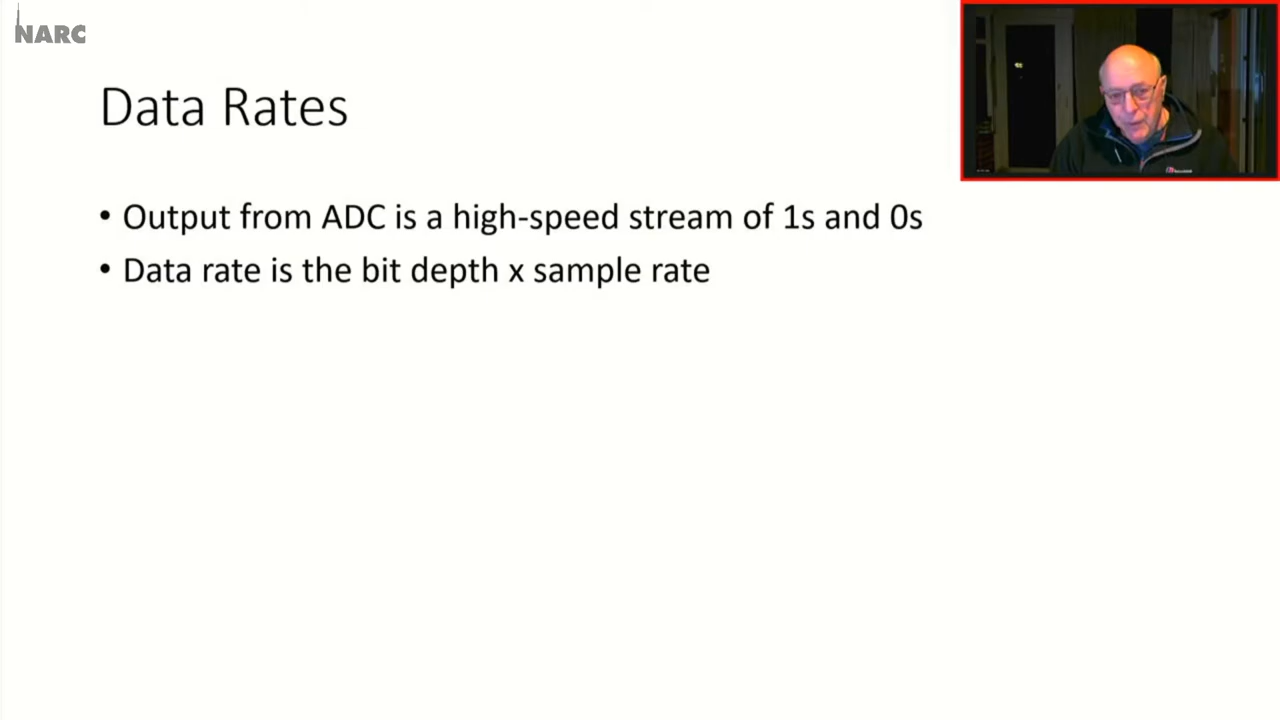 NARC
Data Rates
• Output from ADC is a high-speed stream of 1s and 0s
• Data rate is the bit depth x sample rate